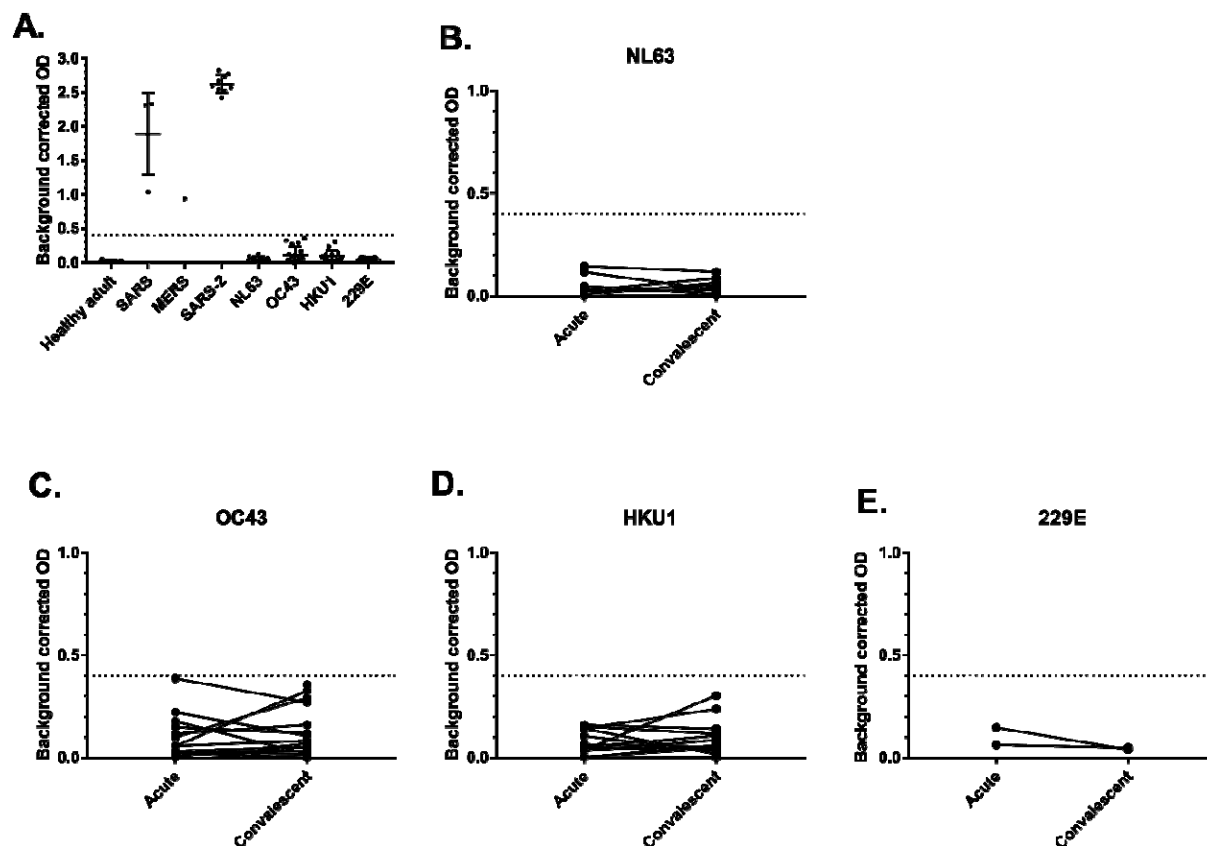 A.
Background corrected OD
3.0
2.5
2.0
1.5
1.0
0.5
0.0
Healthy adult
SARS
MERS
SARS-2
NL63
OC43
HKU1
229E
B.
NL63
Background corrected OD
1.0
0.5
0.0
Acute
Convalescent
C.
OC43
Background corrected OD
1.0
0.5
0.0
Acute
Convalescent
D.
HKU1
Background corrected OD
1.0
0.5
0.0
Acute
Convalescent
E.
229E
Background corrected OD
1.0
0.5
0.0
Acute
Convalescent